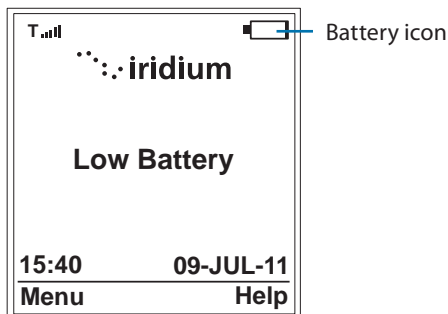 T
Battery icon
iridium
Low Battery
15:40 09-JUL-11
Menu Help